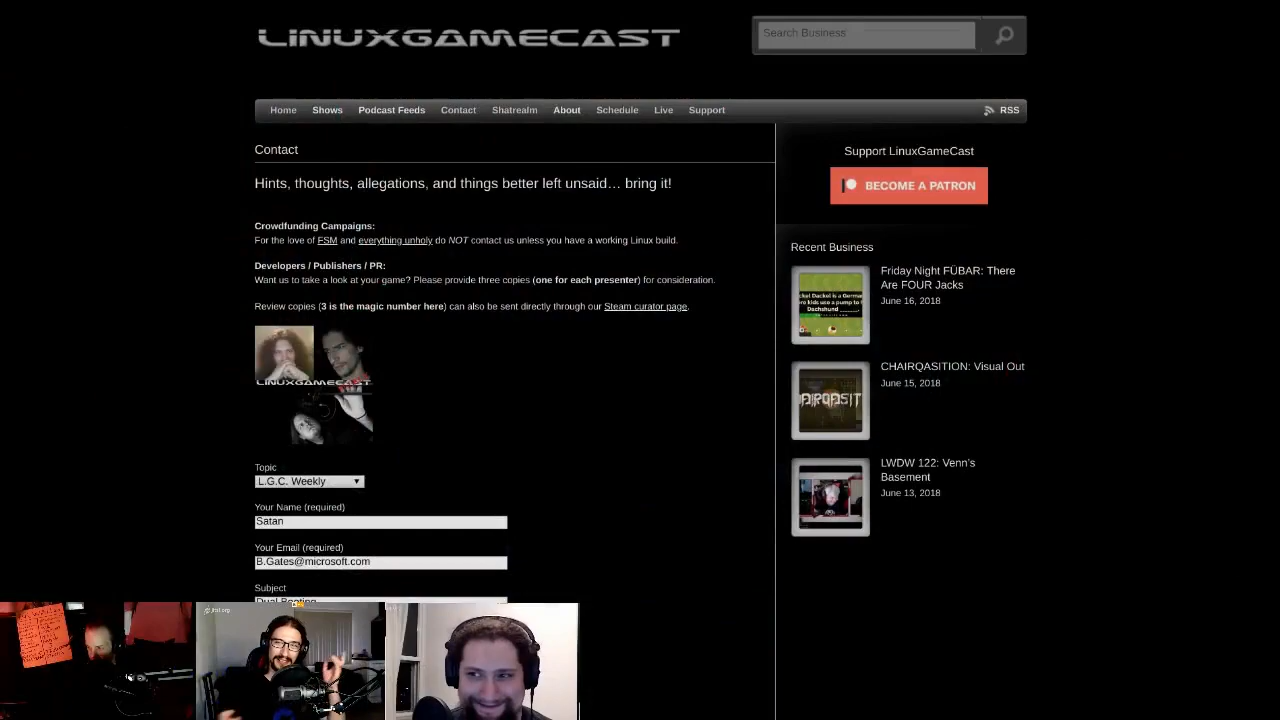 LINUXGAMECAST
Search Business
Home Shows Podcast Feeds Contact Shatrealm About Schedule Live Support RSS
Contact
Hints, thoughts, allegations, and things better left unsaid… bring it!
Crowdfunding Campaigns:
For the love of FSM and everything unholy do NOT contact us unless you have a working Linux build.
Developers / Publishers / PR:
Want us to take a look at your game? Please provide three copies (one for each presenter) for consideration.
Review copies (3 is the magic number here) can also be sent directly through our Steam curator page.
LINUXGAMECAST
Topic
L.G.C. Weekly
Your Name (required)
Satan
Your Email (required)
B.Gates@microsoft.com
Subject
Dual Booting
Support LinuxGameCast
BECOME A PATRON
Recent Business
Friday Night FÜBAR: There
Are FOUR Jacks
June 16, 2018
CHAIRQASITION: Visual Out
June 15, 2018
LWDW 122: Venn's
Basement
June 13, 2018
jitsi.org